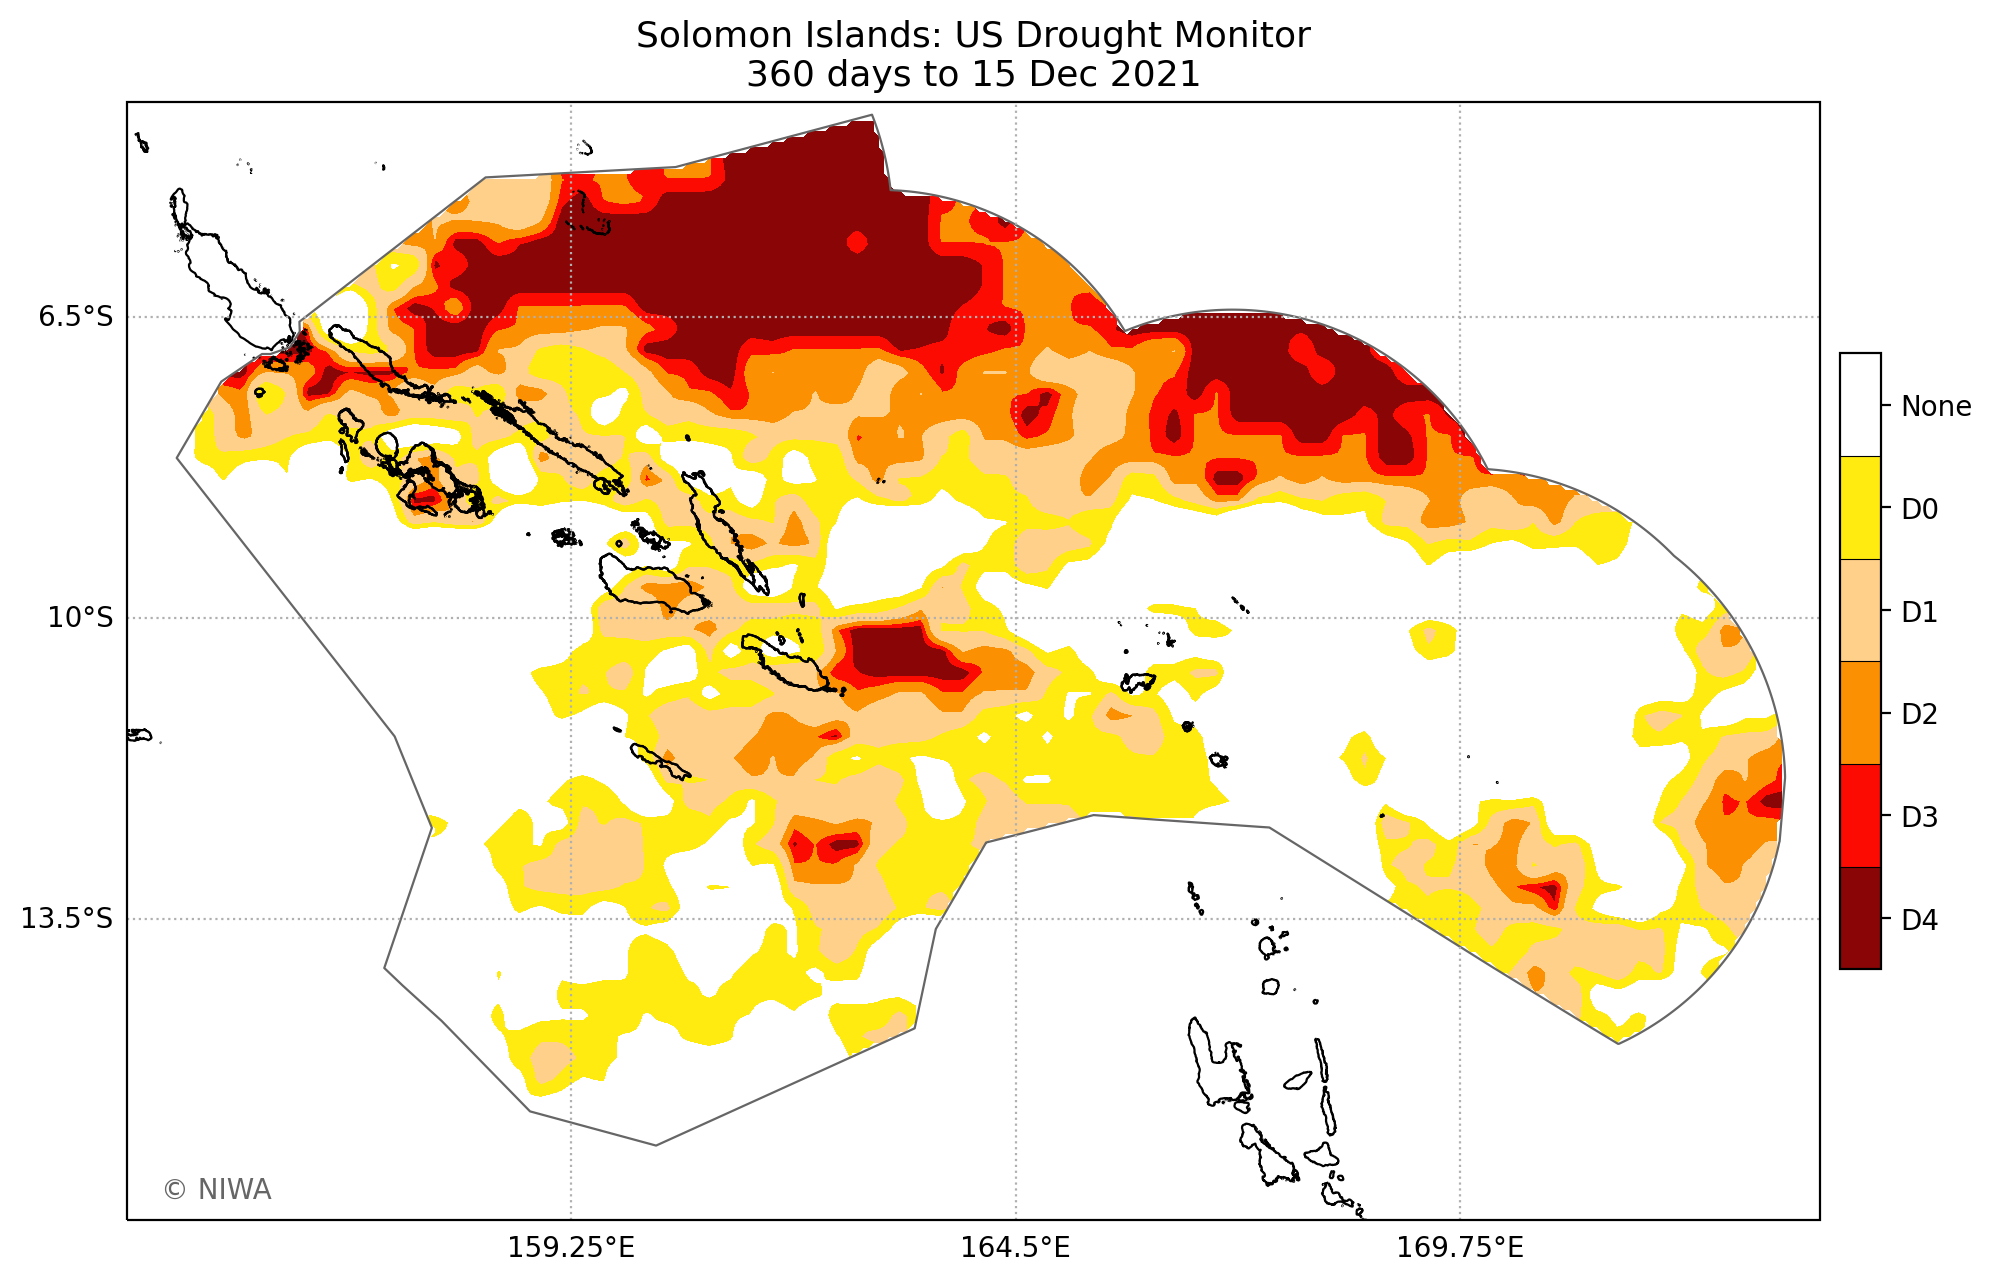 Solomon Islands: US Drought Monitor
360 days to 15 Dec 2021
6.5°S
10°S
13.5°S
159.25°E
164.5°E
169.75°E
None
D0
D1
D2
D3
D4
© NIWA